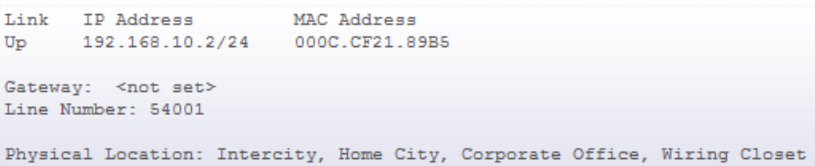 Link IP Address MAC Address
Up 192.168.10.2/24 000C.CF21.89B5
Gateway: <not set>
Line Number: 54001
Physical Location: Intercity, Home City, Corporate Office, Wiring Closet